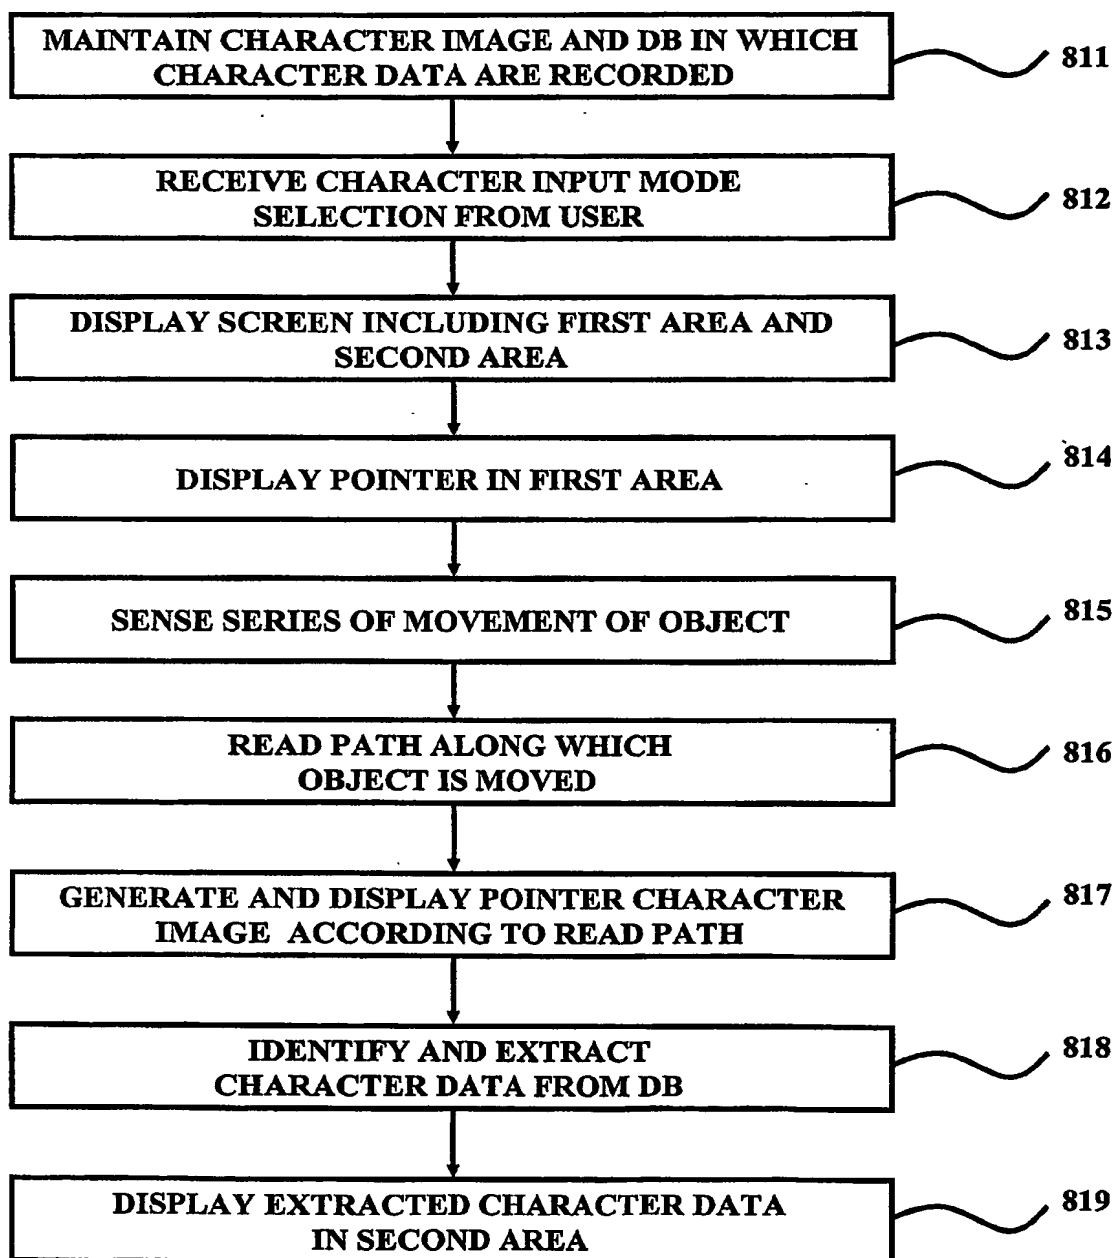 MAINTAIN CHARACTER IMAGE AND DB IN WHICH
CHARACTER DATA ARE RECORDED
811
RECEIVE CHARACTER INPUT MODE
SELECTION FROM USER
812
DISPLAY SCREEN INCLUDING FIRST AREA AND
SECOND AREA
813
DISPLAY POINTER IN FIRST AREA
814
SENSE SERIES OF MOVEMENT OF OBJECT
815
READ PATH ALONG WHICH
OBJECT IS MOVED
816
GENERATE AND DISPLAY POINTER CHARACTER
IMAGE ACCORDING TO READ PATH
817
IDENTIFY AND EXTRACT
CHARACTER DATA FROM DB
818
DISPLAY EXTRACTED CHARACTER DATA
IN SECOND AREA
819